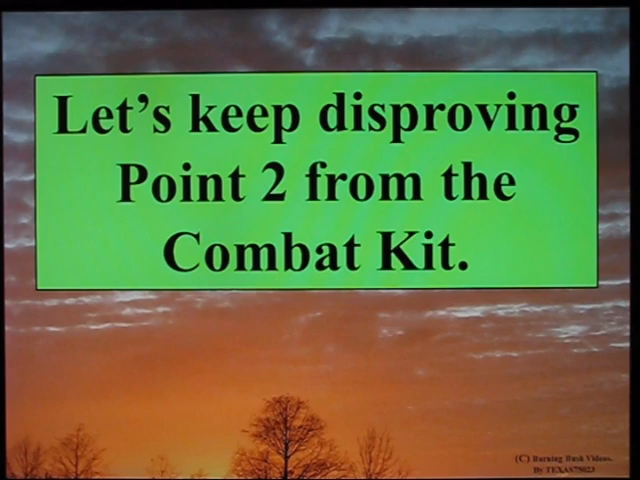 Let's keep disproving
Point 2 from the
Combat Kit.
(C) Burning Bush Videos.
By TEXAS75023